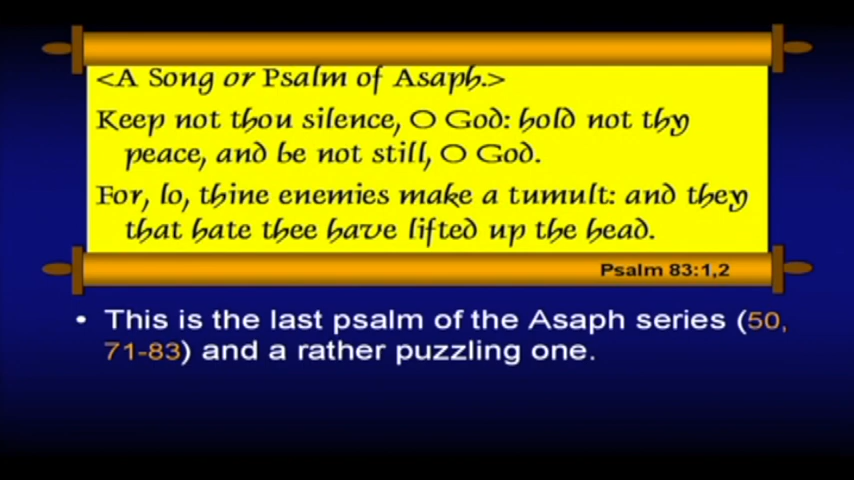 <A Song or Psalm of Asaph.>
Keep not thou silence, O God: hold not thy
peace, and be not still, O God.
For, lo, thine enemies make a tumult: and they
that hate thee have lifted up the head.
Psalm 83:1,2
• This is the last psalm of the Asaph series (50,
71-83) and a rather puzzling one.